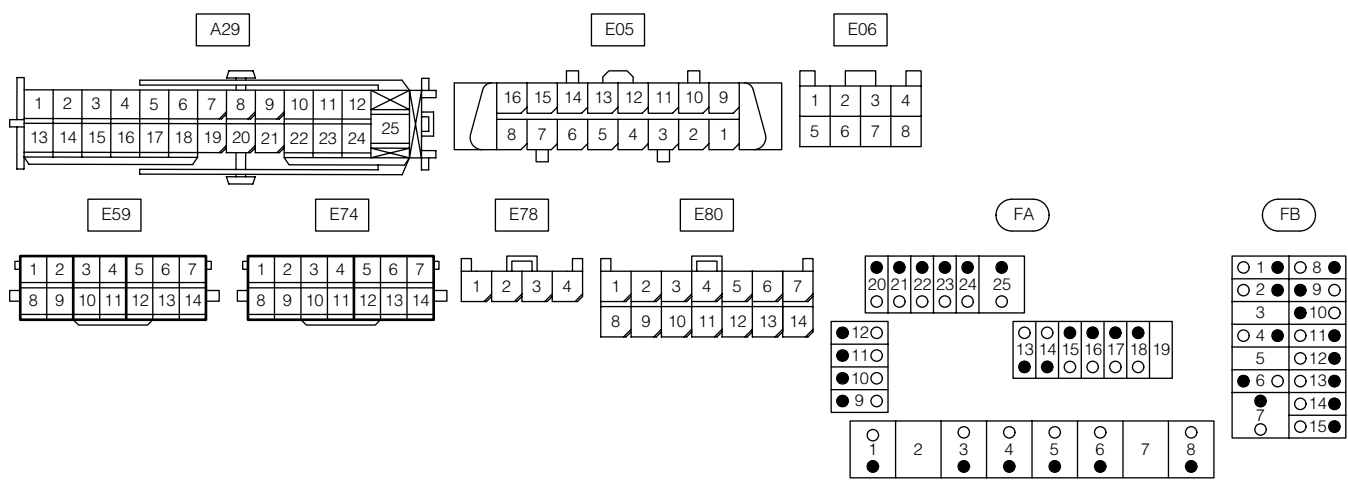 A29 E05 E06
1 2 3 4 5 6 7 8 9 10 11 12
13 14 15 16 17 18 19 20 21 22 23 24 25
16 15 14 13 12 11 10 9
8 7 6 5 4 3 2 1
1 2 3 4
5 6 7 8
E59 E74 E78 E80 FA FB
1 2 3 4 5 6 7
8 9 10 11 12 13 14
1 2 3 4 5 6 7
8 9 10 11 12 13 14
1 2 3 4
1 2 3 4 5 6 7
8 9 10 11 12 13 14
20 21 22 23 24 25
12
11
10
9
13 14 15 16 17 18 19
1 2 3 4 5 6 7 8
1 8
2 9
3 10
4 11
5 12
6 13
7 14
15